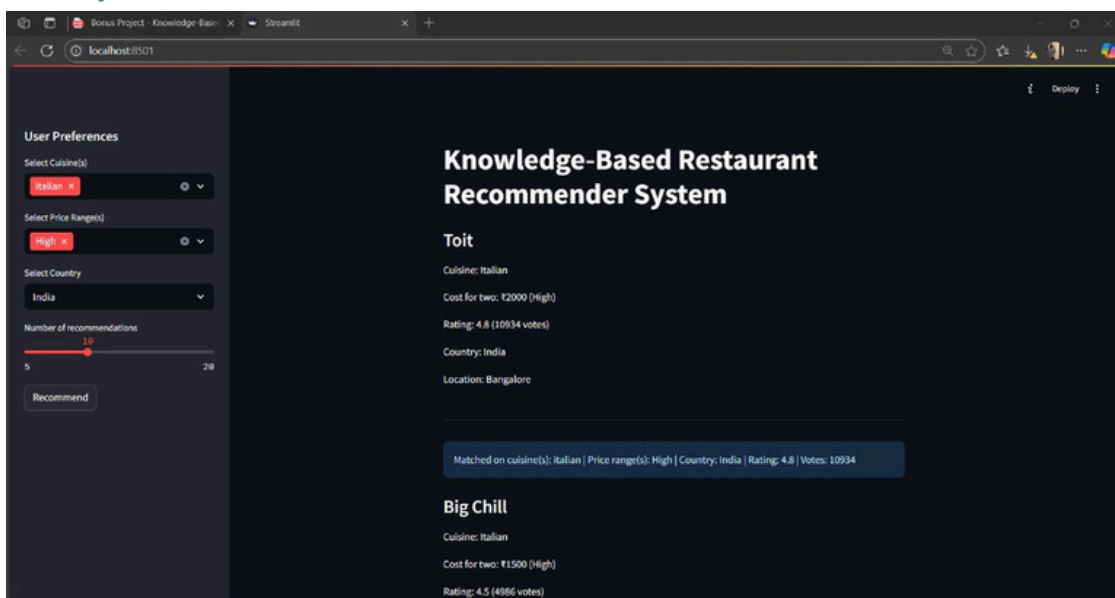 Bonus Project - Knowledge-Based
Streamlit
localhost:8501
Deploy
User Preferences
Select Cuisine(s)
italian ×
Select Price Range(s)
High ×
Select Country
India
Number of recommendations
10
5 20
Recommend
Knowledge-Based Restaurant
Recommender System
Toit
Cuisine: Italian
Cost for two: ₹2000 (High)
Rating: 4.8 (10934 votes)
Country: India
Location: Bangalore
Matched on cuisine(s): italian | Price range(s): High | Country: India | Rating: 4.8 | Votes: 10934
Big Chill
Cuisine: Italian
Cost for two: ₹1500 (High)
Rating: 4.5 (4986 votes)